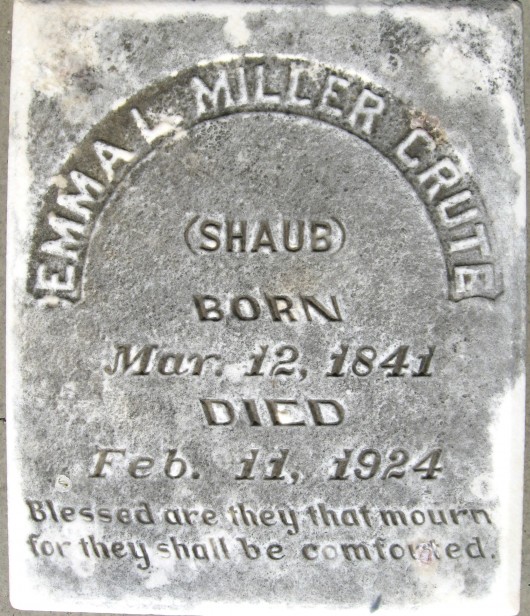 EMMA L. MILLER CRUTE
(SHAUB)
BORN
Mar. 12, 1841
DIED
Feb. 11, 1924
Blessed are they that mourn
for they shall be comforted.